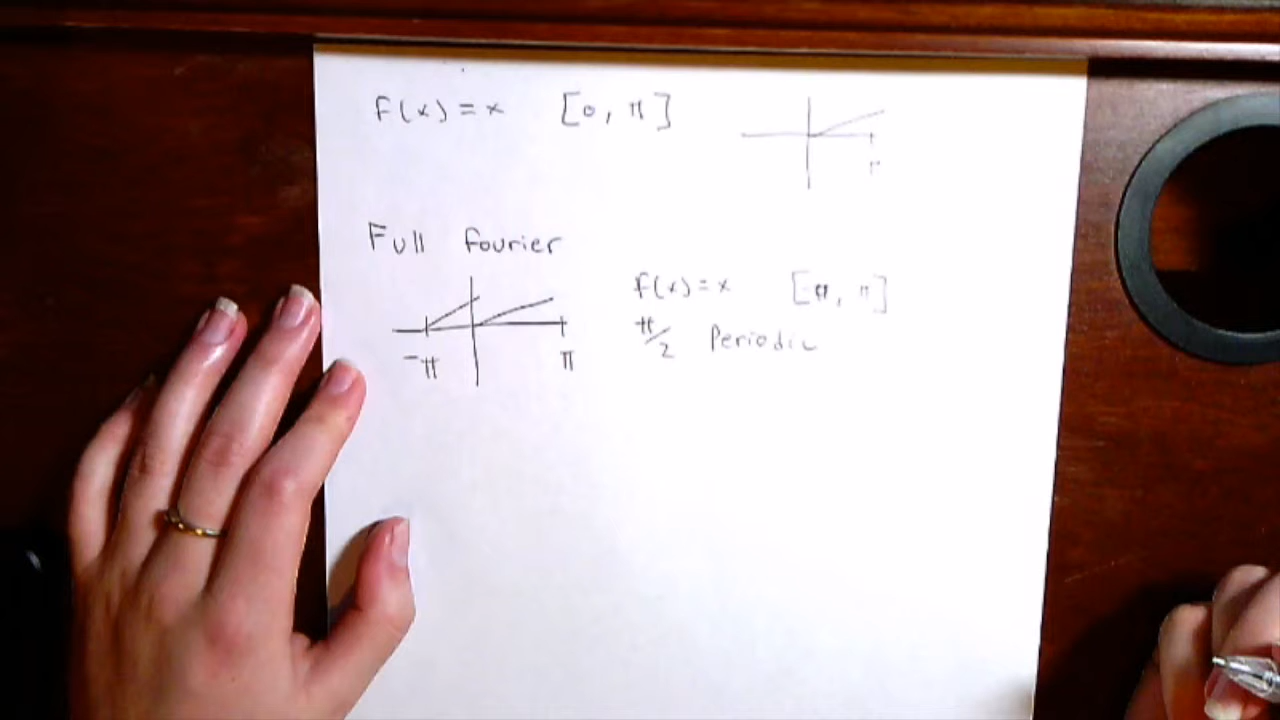 f(x) = x [0, π]
π
Full fourier
f(x) = x [-π, π]
π/2 Periodic
-π π